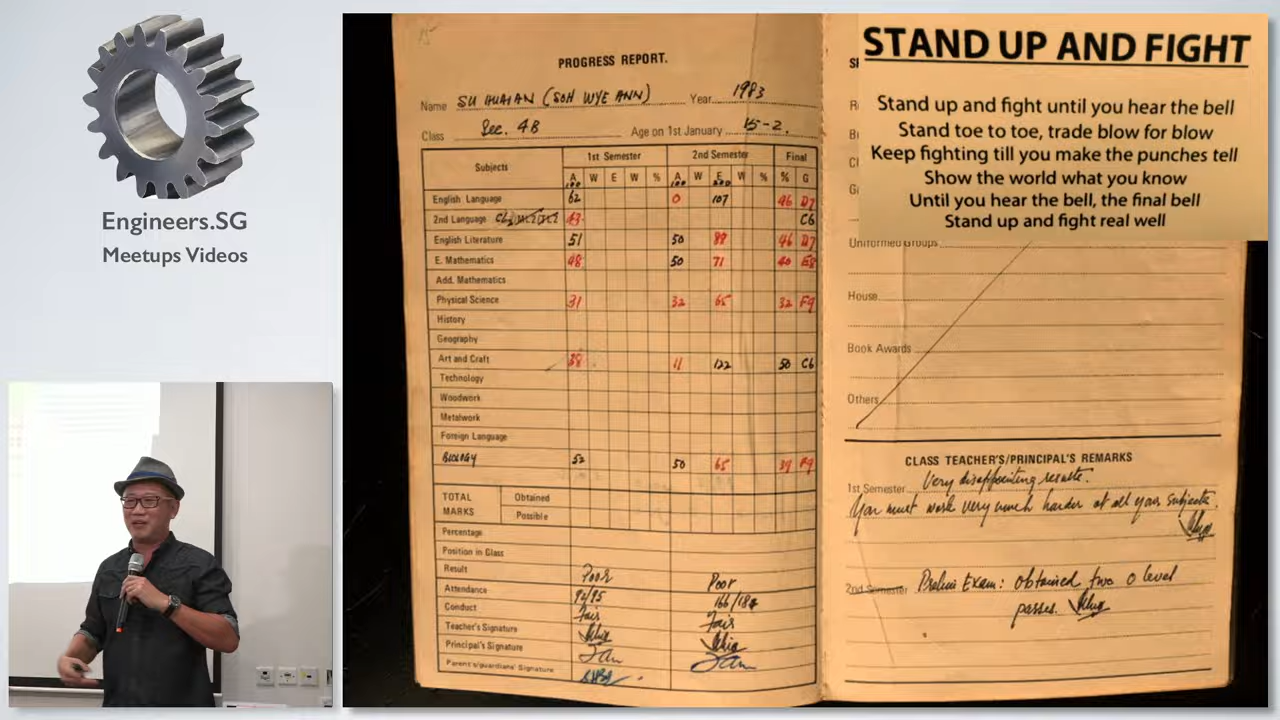 Engineers.SG
Meetups Videos
PROGRESS REPORT.
Name SU HUAIAN (SOH WYE ANN) Year 1983
Class Sec. 4B Age on 1st January 15-2.
Subjects 1st Semester 2nd Semester Final
A W E W % A W E W % % G
100 100 200
English Language 62 0 107 46 D7
2nd Language 43 C6
English Literature 51 50 88 46 D7
E. Mathematics 48 50 71 40 E8
Add. Mathematics
Physical Science 31 32 65 32 F9
History
Geography
Art and Craft 38 11 122 50 C6
Technology
Woodwork
Metalwork
Foreign Language
BIOLOGY 52 50 65 39 F9
TOTAL MARKS Obtained
Possible
Percentage
Position in Class
Result Poor Poor
Attendance 92/95 166/184
Conduct Fair Fair
Teacher's Signature
Principal's Signature
Parent's/guardians' Signature
STAND UP AND FIGHT
Stand up and fight until you hear the bell
Stand toe to toe, trade blow for blow
Keep fighting till you make the punches tell
Show the world what you know
Until you hear the bell, the final bell
Stand up and fight real well
Uniformed Groups
House
Book Awards
Others
CLASS TEACHER'S/PRINCIPAL'S REMARKS
1st Semester Very disappointing results.
You must work very much harder at all your subjects.
2nd Semester Prelim Exam: obtained two O level
passes.